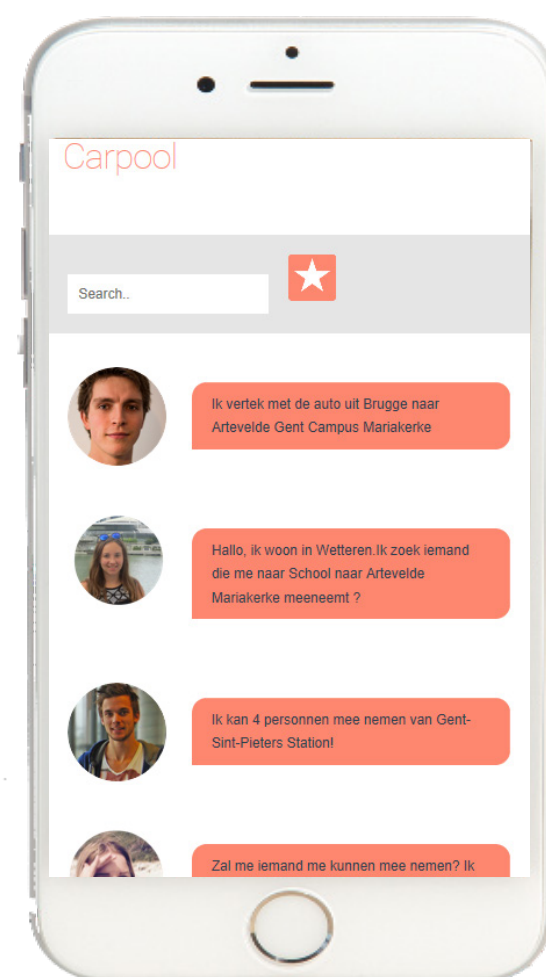 Carpool
Search..
Ik vertek met de auto uit Brugge naar
Artevelde Gent Campus Mariakerke
Hallo, ik woon in Wetteren.Ik zoek iemand
die me naar School naar Artevelde
Mariakerke meeneemt ?
Ik kan 4 personnen mee nemen van Gent-
Sint-Pieters Station!
Zal me iemand me kunnen mee nemen? Ik